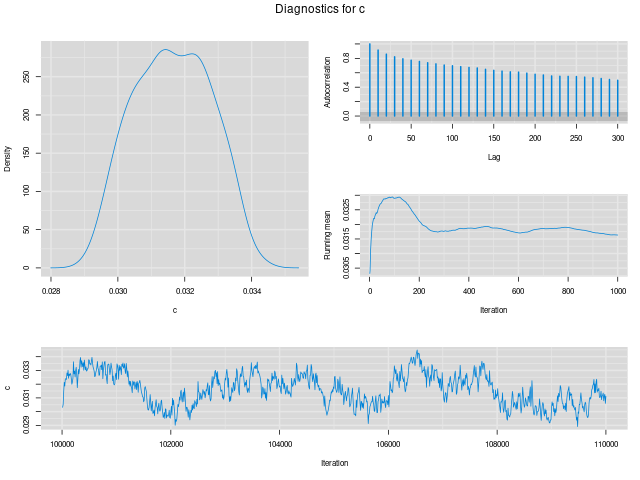 Diagnostics for c
Density
0 50 100 150 200 250
0.028 0.030 0.032 0.034
c
Autocorrelation
0.0 0.4 0.8
0 50 100 150 200 250 300
Lag
Running mean
0.0305 0.0315 0.0325
0 200 400 600 800 1000
Iteration
c
0.029 0.031 0.033
100000 102000 104000 106000 108000 110000
Iteration